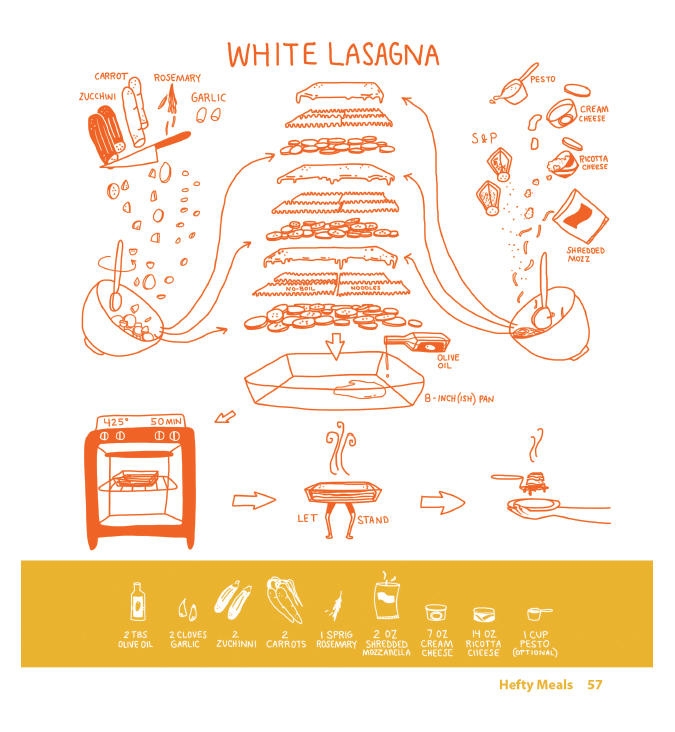 WHITE LASAGNA
CARROT
ROSEMARY
ZUCCHINI
GARLIC
PESTO
CREAM
CHEESE
S & P
RICOTTA
CHEESE
SHREDDED
MOZZ
NO-BOIL NOODLES
OLIVE
OIL
8-INCH(ISH) PAN
425° 50 MIN
LET STAND
2 TBS
OLIVE OIL
2 CLOVES
GARLIC
2
ZUCHINNI
2
CARROTS
1 SPRIG
ROSEMARY
2 OZ
SHREDDED
MOZZARELLA
7 OZ
CREAM
CHEESE
14 OZ
RICOTTA
CHEESE
1 CUP
PESTO
(OPTIONAL)
Hefty Meals 57